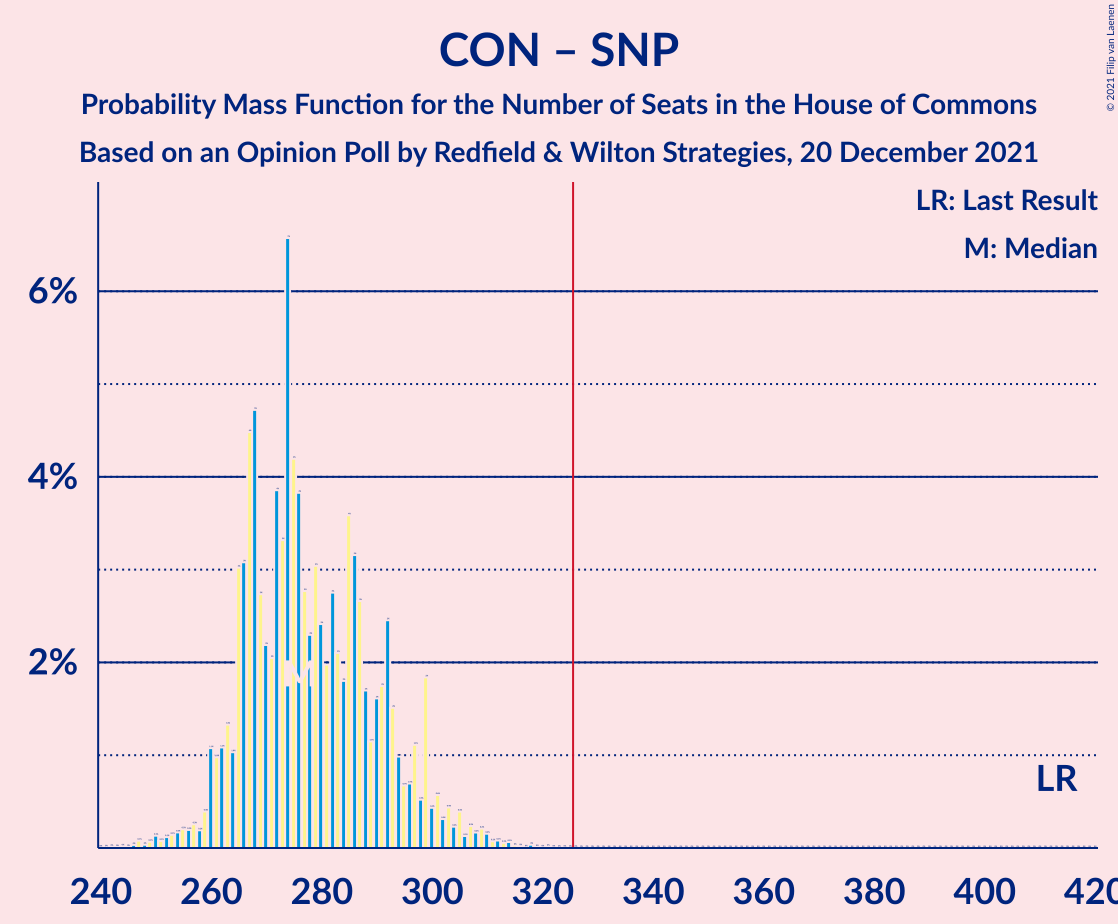 CON – SNP
Probability Mass Function for the Number of Seats in the House of Commons
Based on an Opinion Poll by Redfield & Wilton Strategies, 20 December 2021
© 2021 Filip van Laenen
LR: Last Result
M: Median
6%
4%
2%
M
LR
240 260 280 300 320 340 360 380 400 420